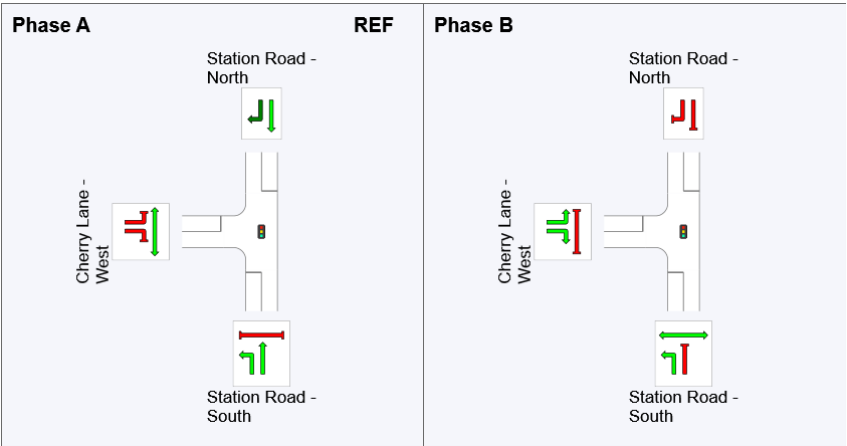 Phase A
REF
Station Road -
North
Cherry Lane -
West
Station Road -
South
Phase B
Station Road -
North
Cherry Lane -
West
Station Road -
South